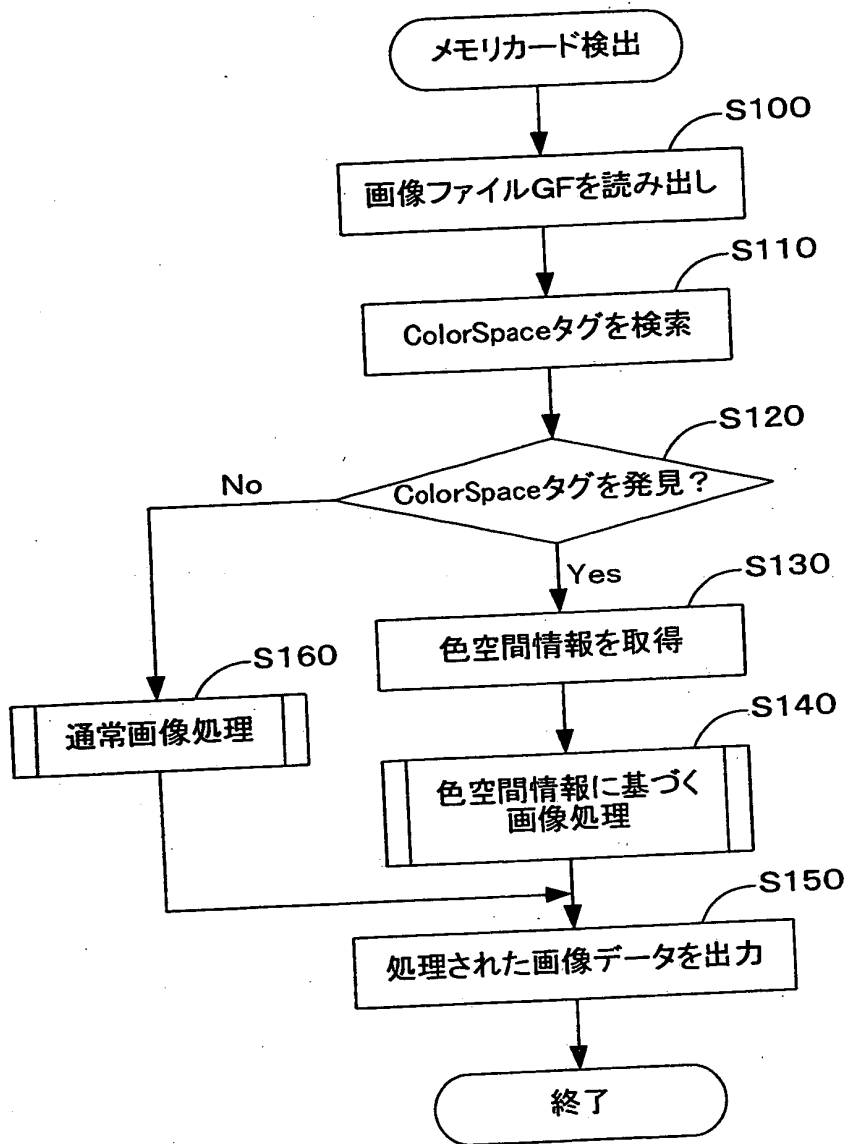 メモリカード検出
S100
画像ファイルGFを読み出し
S110
ColorSpaceタグを検索
S120
ColorSpaceタグを発見？
No
Yes
S130
色空間情報を取得
S160
通常画像処理
S140
色空間情報に基づく
画像処理
S150
処理された画像データを出力
終了